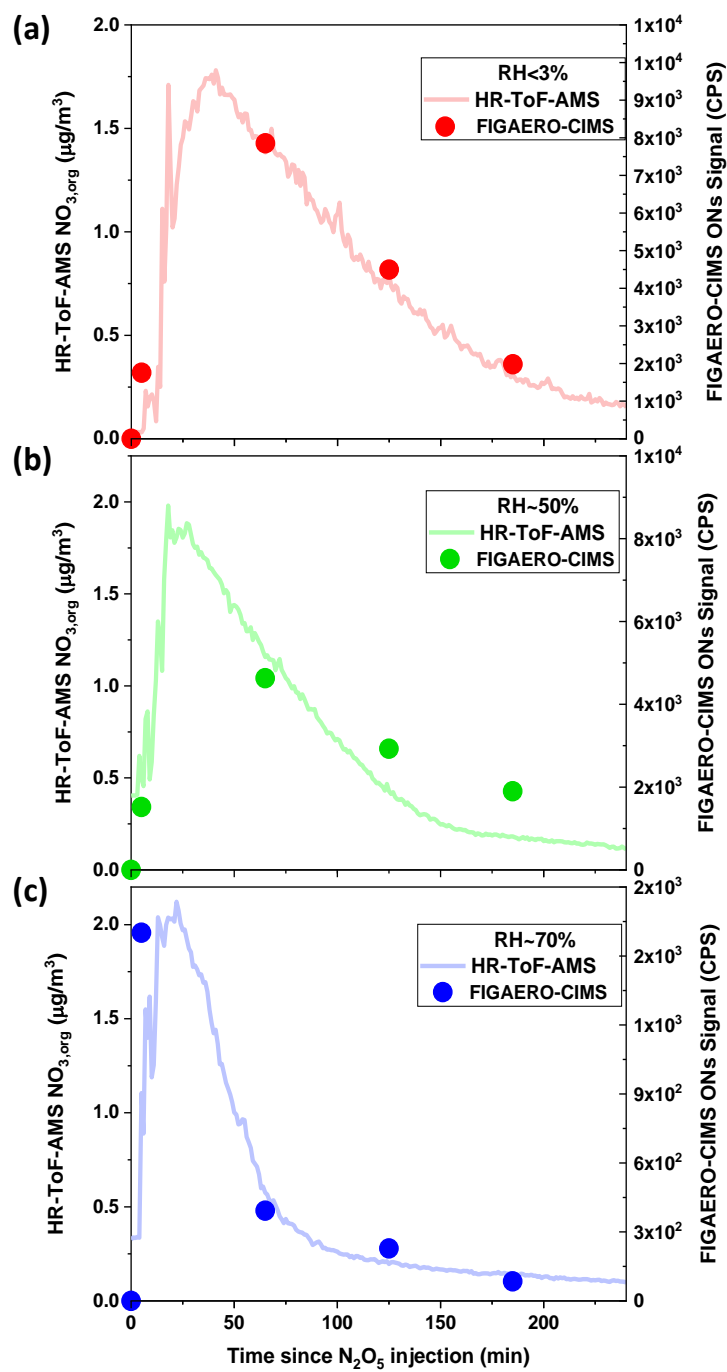 (a)
HR-ToF-AMS NO3,org (μg/m3)
2.0
1.5
1.0
0.5
0.0
RH<3%
HR-ToF-AMS
FIGAERO-CIMS
1x10^4
9x10^3
8x10^3
7x10^3
6x10^3
5x10^3
4x10^3
3x10^3
2x10^3
1x10^3
0
FIGAERO-CIMS ONs Signal (CPS)
(b)
HR-ToF-AMS NO3,org (μg/m3)
2.0
1.5
1.0
0.5
0.0
RH~50%
HR-ToF-AMS
FIGAERO-CIMS
1x10^4
8x10^3
6x10^3
4x10^3
2x10^3
0
FIGAERO-CIMS ONs Signal (CPS)
(c)
HR-ToF-AMS NO3,org (μg/m3)
2.0
1.5
1.0
0.5
0.0
RH~70%
HR-ToF-AMS
FIGAERO-CIMS
2x10^3
2x10^3
1x10^3
9x10^2
6x10^2
3x10^2
0
FIGAERO-CIMS ONs Signal (CPS)
0 50 100 150 200
Time since N2O5 injection (min)